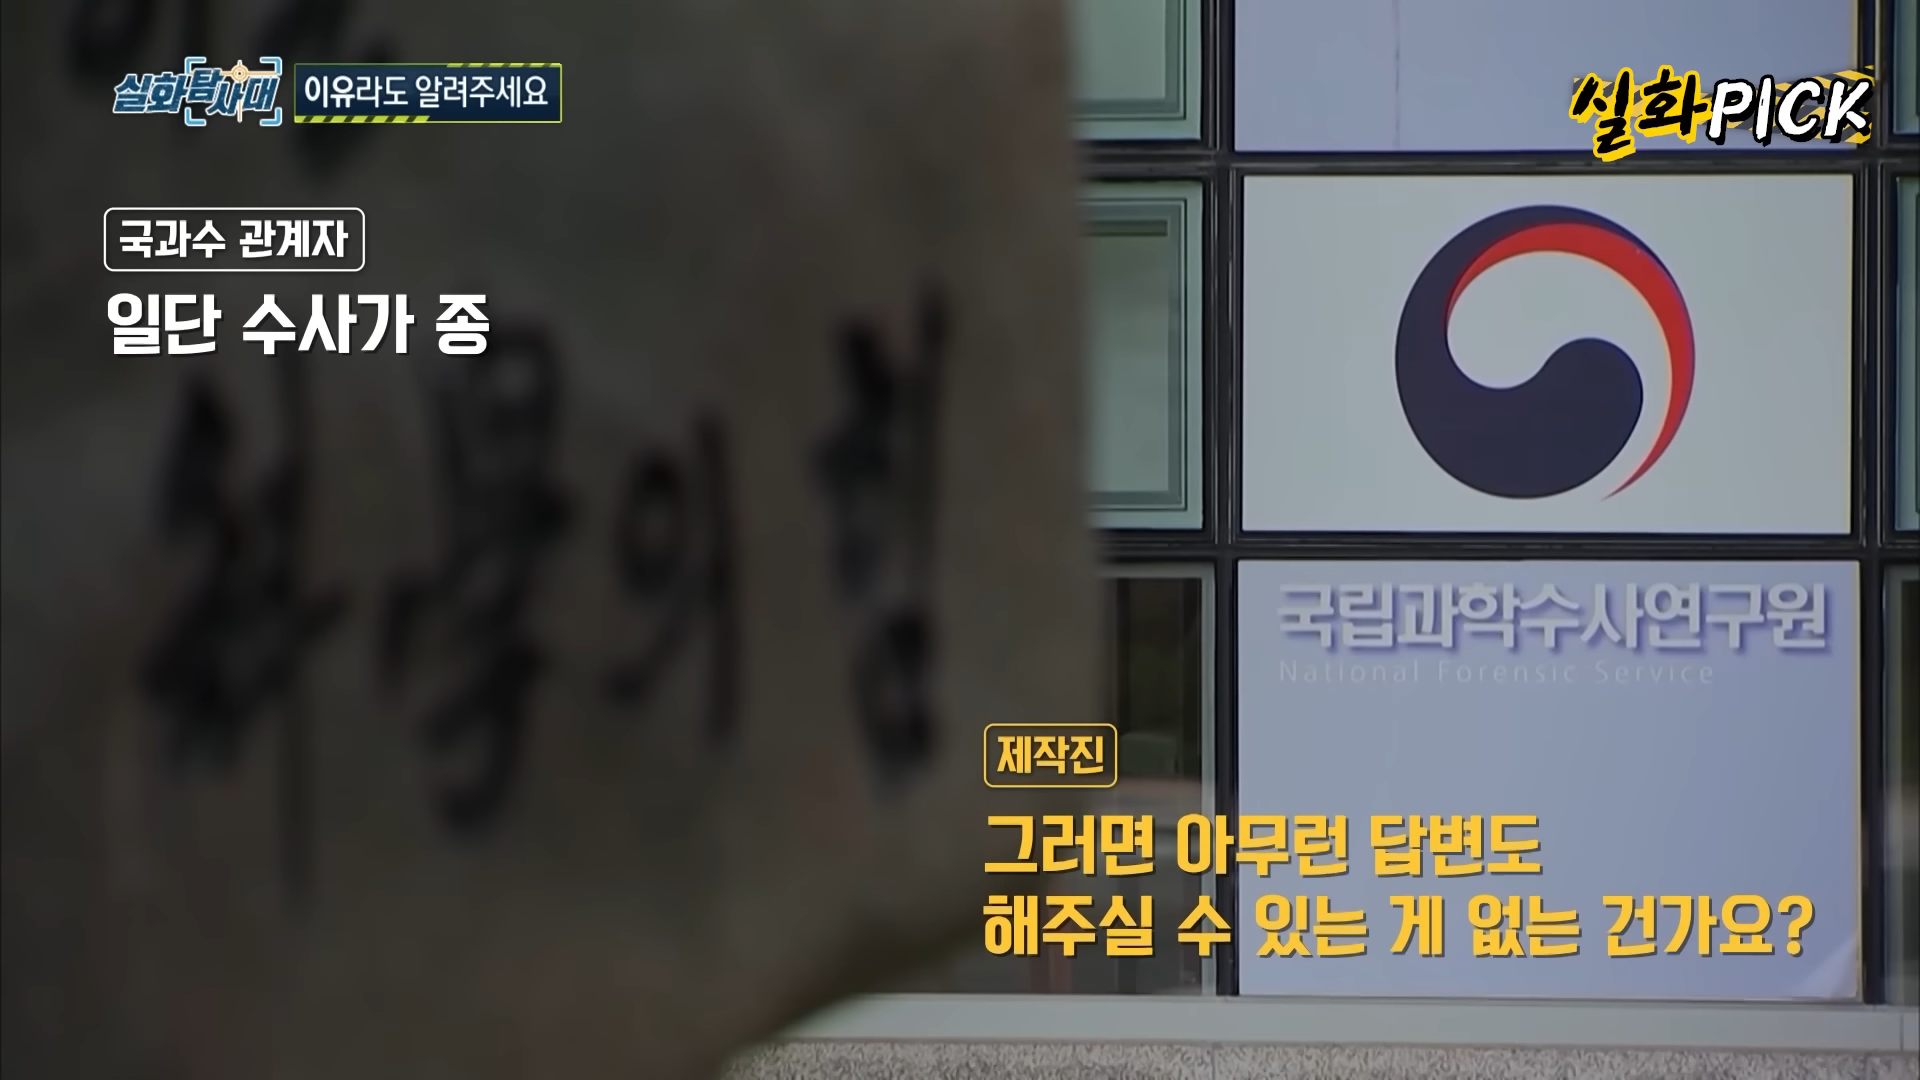 실화탐사대
이유라도 알려주세요
실화PICK
국과수 관계자
일단 수사가 종
국립과학수사연구원
National Forensic Service
제작진
그러면 아무런 답변도
해주실 수 있는 게 없는 건가요?